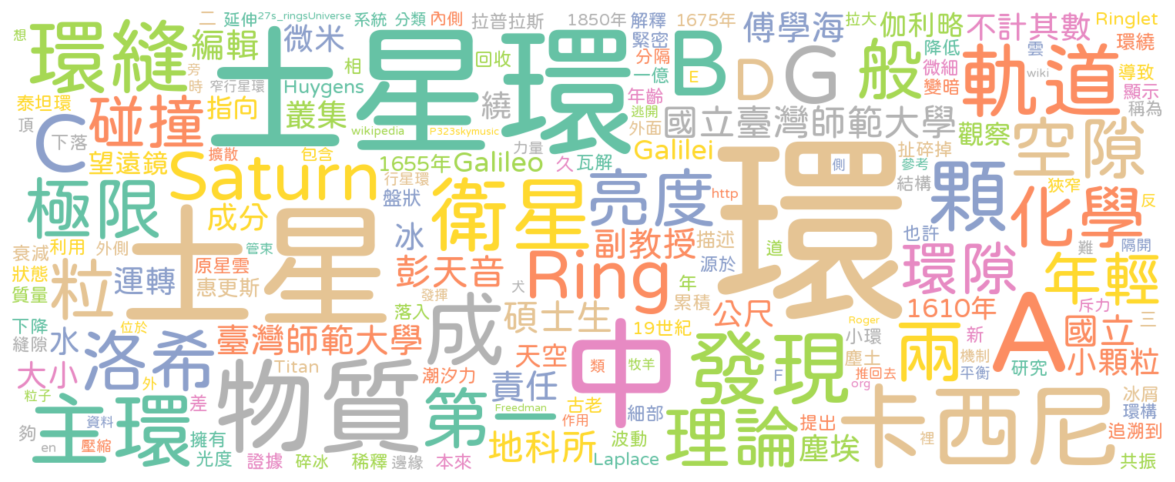 想 二 延伸 27s_ringsUniverse 系統 分類 內側 拉普拉斯 1850年 解釋 1675年 傅學海 拉大 伽利略 不計其數 Ringlet
環縫 編輯 土星環 微米 相 回收 緊密 分隔 B D G 般 降低 雲 環繞 軌道
旁 時 窄行星環 Huygens 繞 一億 E 微細 變暗 wiki 導致 顯示
泰坦環 碰撞 指向 叢集 年齡 逃開 國立臺灣師範大學 觀察 稱為
頂 下落 wikipedia P323skymusic 外面 空隙
C 望遠鏡 擴散 包含 1655年 Galileo 力量 久 瓦解 Galilei 扯碎掉 側 參考 狹窄
極限 Saturn 行星環 盤狀 衛星 亮度 http 環 結構 顆 化學 反
成分 冰 副教授 描述 也許 難 隔開
衰減 利用 外側 管束 土星 道 環隙 年輕
狀態 粒 運轉 原星雲 彭天音 Ring 源於 年
質量 惠更斯 落入 發揮 犬 累積 1610年 A 斥力 三
下降 位於 成 碩士生 19世紀 公尺 Roger 小環 新 國立
縫隙 水 洛希 臺灣師範大學 天空 中 發現 塵土 兩 機制 小顆粒
大小 外 物質 Titan 潮汐力 類 牧羊 推回去 平衡 研究
粒子 主環 差 第一 責任 F org 卡西尼 冰屑
資料 擁有 Freedman 古老 細部 理論 提出 環構
夠 en 壓縮 光度 作用 地科所 波動 塵埃 裡 追溯到
證據 碎冰 稀釋 邊緣 本來 Laplace 共振